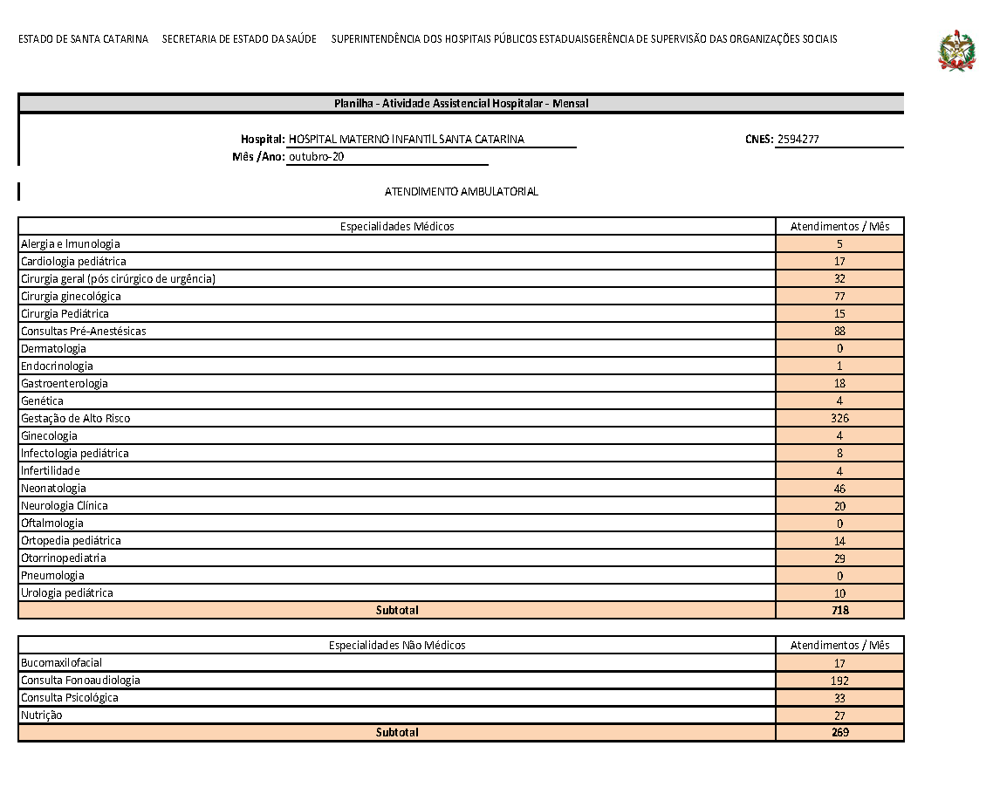 ESTADO DE SANTA CATARINA SECRETARIA DE ESTADO DA SAÚDE SUPERINTENDÊNCIA DOS HOSPITAIS PÚBLICOS ESTADUAISGERÊNCIA DE SUPERVISÃO DAS ORGANIZAÇÕES SOCIAIS
Planilha - Atividade Assistencial Hospitalar - Mensal
Hospital: HOSPITAL MATERNO INFANTIL SANTA CATARINA CNES: 2594277
Mês /Ano: outubro-20
ATENDIMENTO AMBULATORIAL
Especialidades Médicos Atendimentos / Mês
Alergia e Imunologia 5
Cardiologia pediátrica 17
Cirurgia geral (pós cirúrgico de urgência) 32
Cirurgia ginecológica 77
Cirurgia Pediátrica 15
Consultas Pré-Anestésicas 88
Dermatologia 0
Endocrinologia 1
Gastroenterologia 18
Genética 4
Gestação de Alto Risco 326
Ginecologia 4
Infectologia pediátrica 8
Infertilidade 4
Neonatologia 46
Neurologia Clínica 20
Oftalmologia 0
Ortopedia pediátrica 14
Otorrinopediatria 29
Pneumologia 0
Urologia pediátrica 10
Subtotal 718
Especialidades Não Médicos Atendimentos / Mês
Bucomaxilofacial 17
Consulta Fonoaudiologia 192
Consulta Psicológica 33
Nutrição 27
Subtotal 269